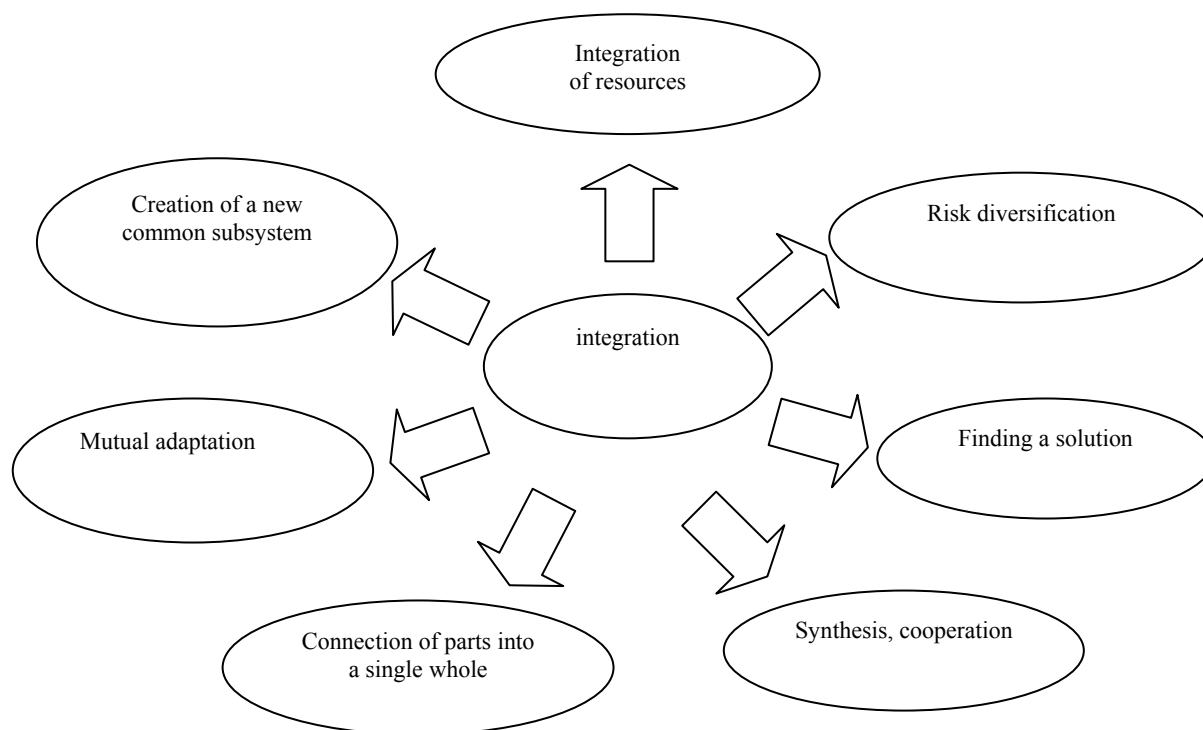 Integration
of resources
Creation of a new
common subsystem
Risk diversification
integration
Mutual adaptation
Finding a solution
Connection of parts into
a single whole
Synthesis, cooperation